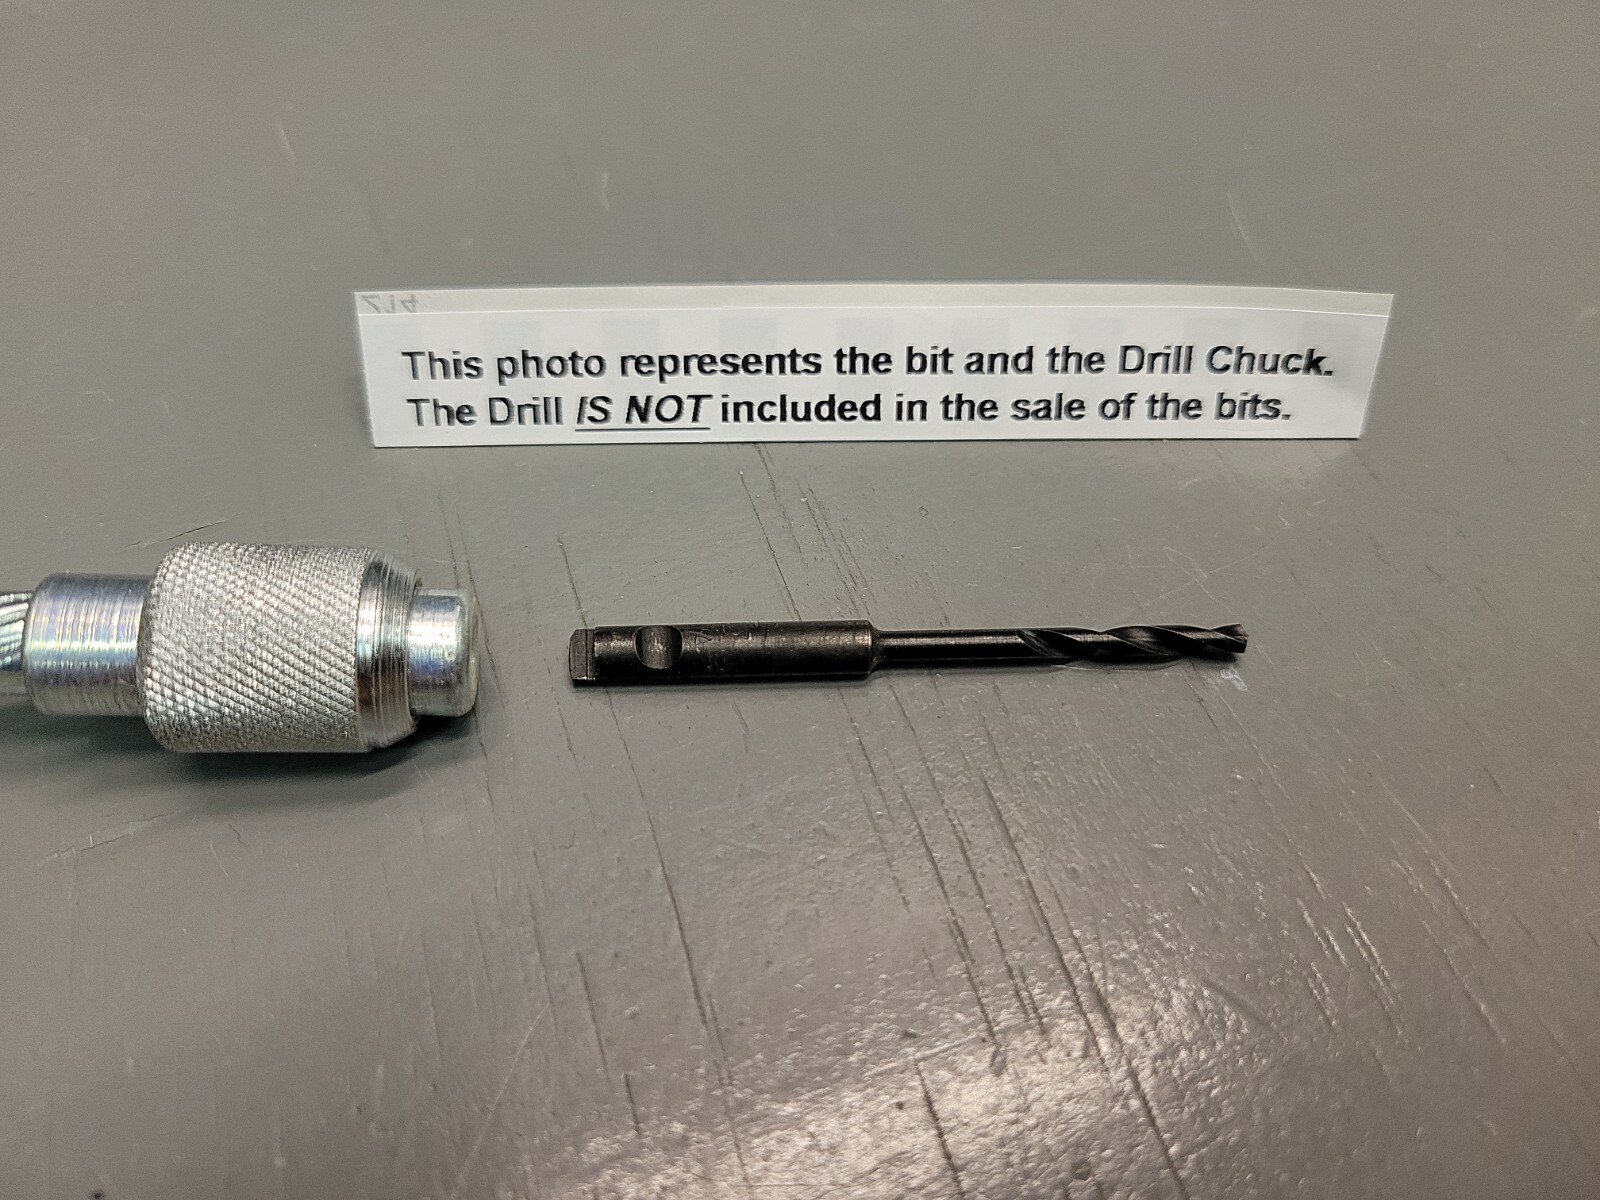 This photo represents the bit and the Drill Chuck.
The Drill IS NOT included in the sale of the bits.